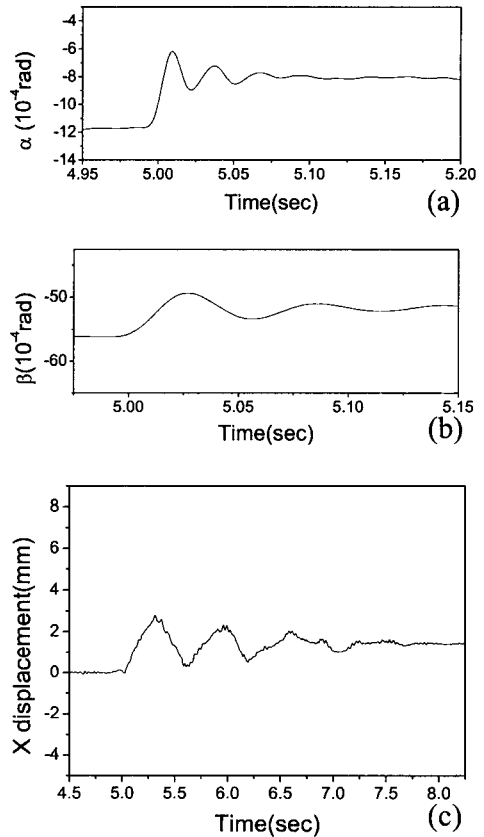 α (10⁻⁴rad)
-4
-6
-8
-10
-12
-14
4.95 5.00 5.05 5.10 5.15 5.20
Time(sec)
(a)
β(10⁻⁴rad)
-50
-60
5.00 5.05 5.10 5.15
Time(sec)
(b)
X displacement(mm)
8
6
4
2
0
-2
-4
4.5 5.0 5.5 6.0 6.5 7.0 7.5 8.0
Time(sec)
(c)